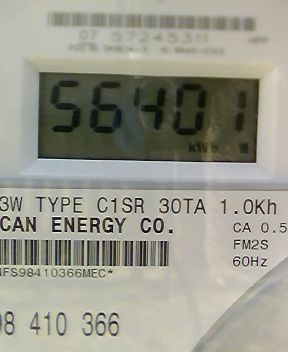 07 57245311
56401
kWh
3W TYPE C1SR 30TA 1.0Kh
CAN ENERGY CO.
CA 0.5
FM2S
60Hz
NFS98410366MEC*
98 410 366